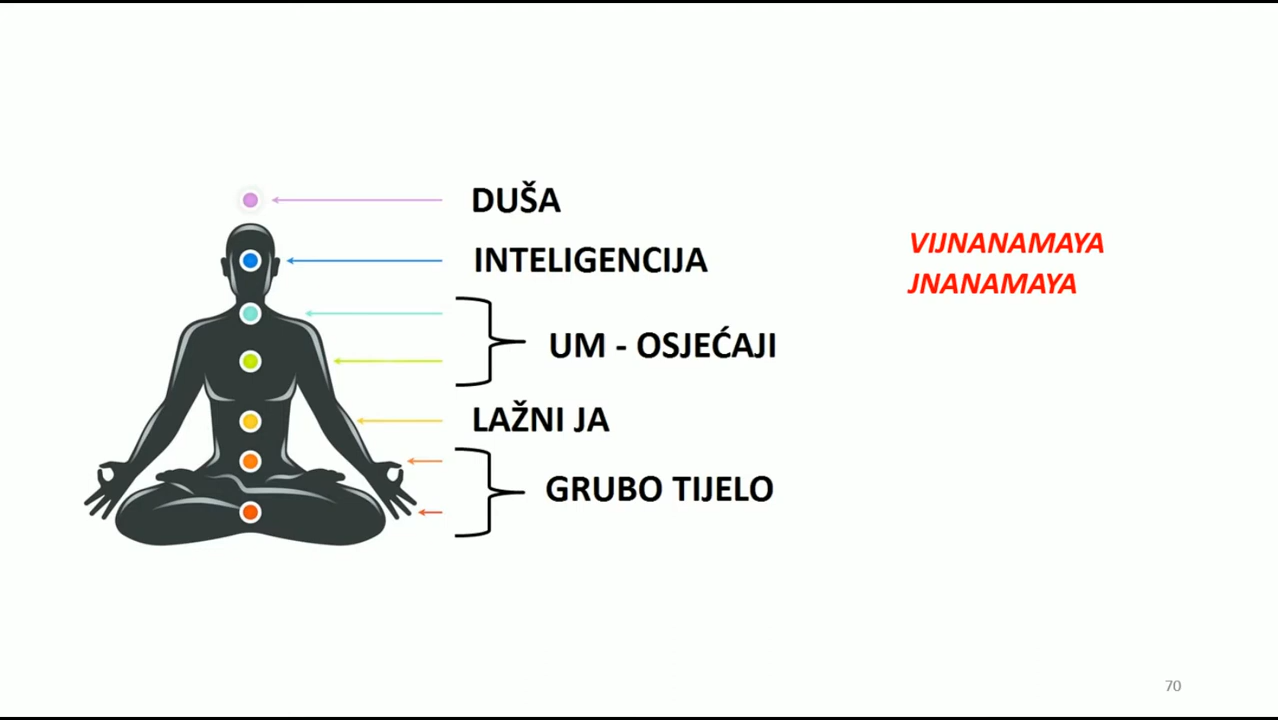 DUŠA
INTELIGENCIJA
UM - OSJEĆAJI
LAŽNI JA
GRUBO TIJELO
VIJNANAMAYA
JNANAMAYA
70